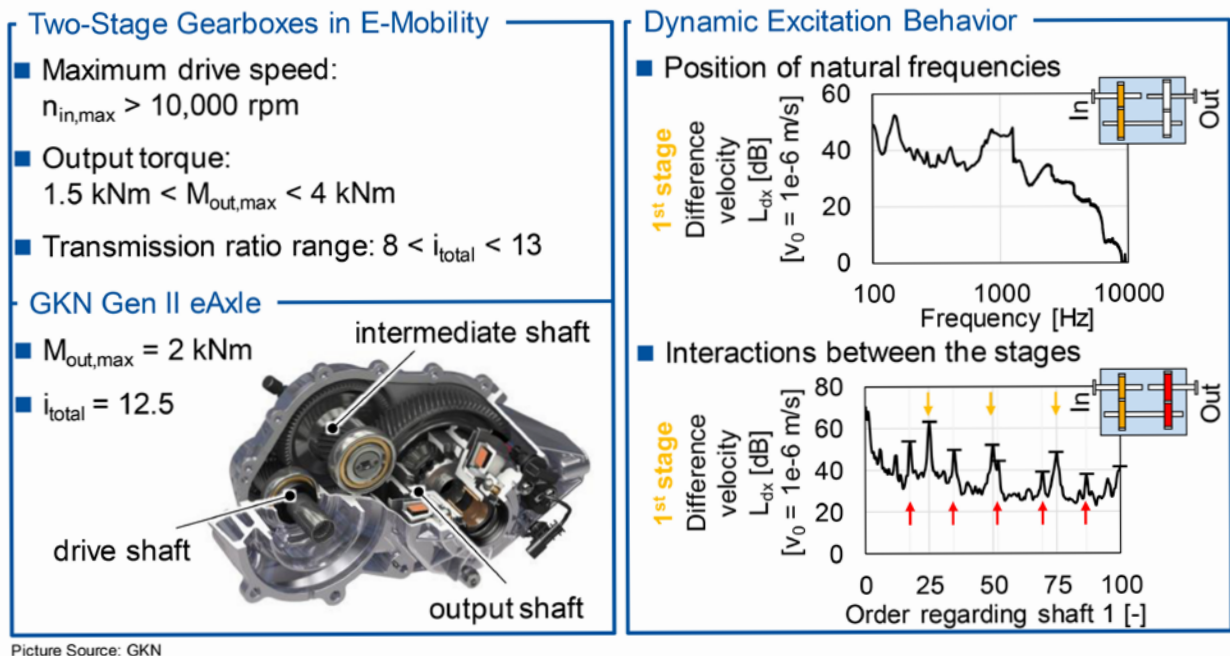 Two-Stage Gearboxes in E-Mobility
Maximum drive speed:
n_in,max > 10,000 rpm
Output torque:
1.5 kNm < M_out,max < 4 kNm
Transmission ratio range: 8 < i_total < 13
GKN Gen II eAxle
M_out,max = 2 kNm
i_total = 12.5
intermediate shaft
drive shaft
output shaft
Picture Source: GKN
Dynamic Excitation Behavior
Position of natural frequencies
1st stage
Difference
velocity
L_dx [dB]
[v_0 = 1e-6 m/s]
60
40
20
0
100
1000
10000
Frequency [Hz]
In
Out
Interactions between the stages
1st stage
Difference
velocity
L_dx [dB]
[v_0 = 1e-6 m/s]
80
60
40
20
0
0
25
50
75
100
Order regarding shaft 1 [-]
In
Out